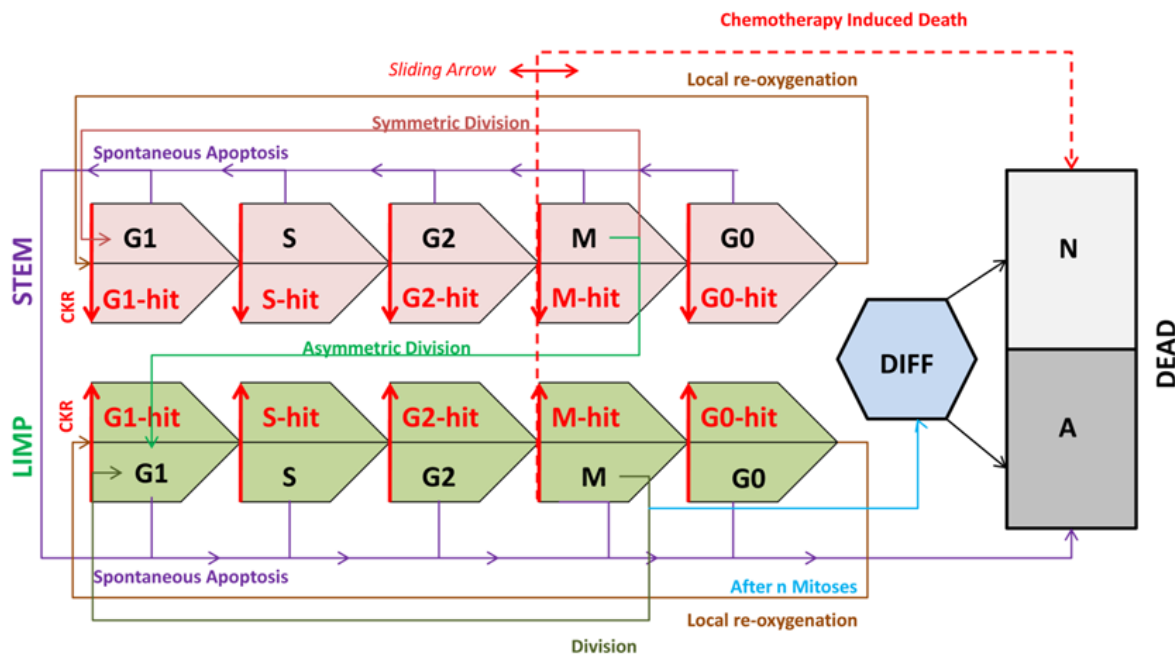 Chemotherapy Induced Death
Sliding Arrow
Local re-oxygenation
Symmetric Division
Spontaneous Apoptosis
STEM
G1
S
G2
M
G0
CKR
G1-hit
S-hit
G2-hit
M-hit
G0-hit
N
Asymmetric Division
DIFF
DEAD
LIMP
CKR
G1-hit
S-hit
G2-hit
M-hit
G0-hit
G1
S
G2
M
G0
A
Spontaneous Apoptosis
After n Mitoses
Local re-oxygenation
Division